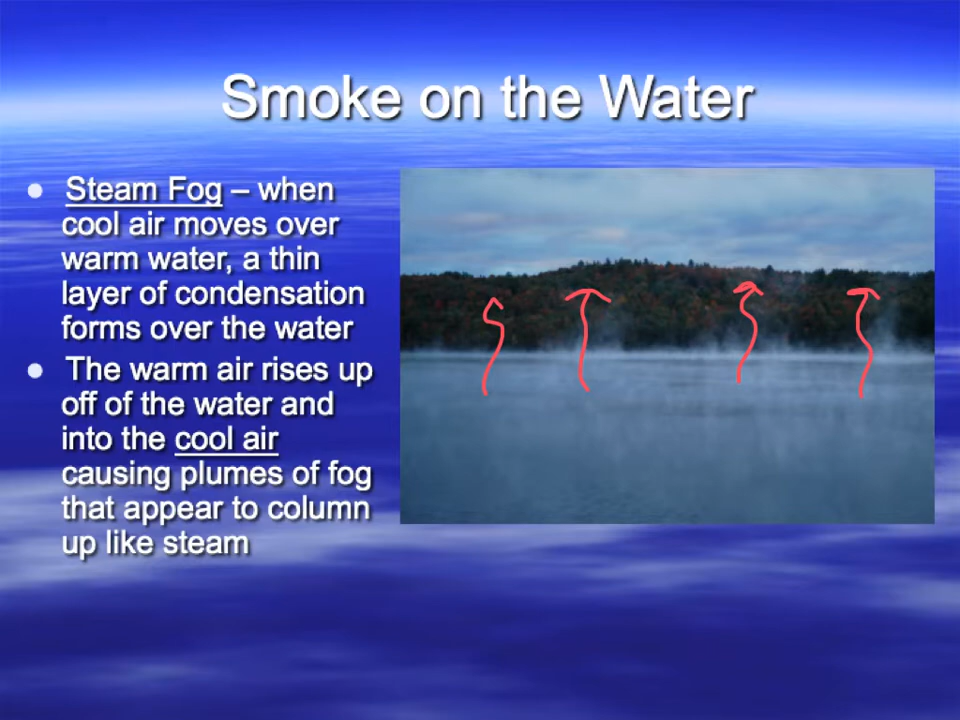 Smoke on the Water
● Steam Fog – when
cool air moves over
warm water, a thin
layer of condensation
forms over the water
● The warm air rises up
off of the water and
into the cool air
causing plumes of fog
that appear to column
up like steam